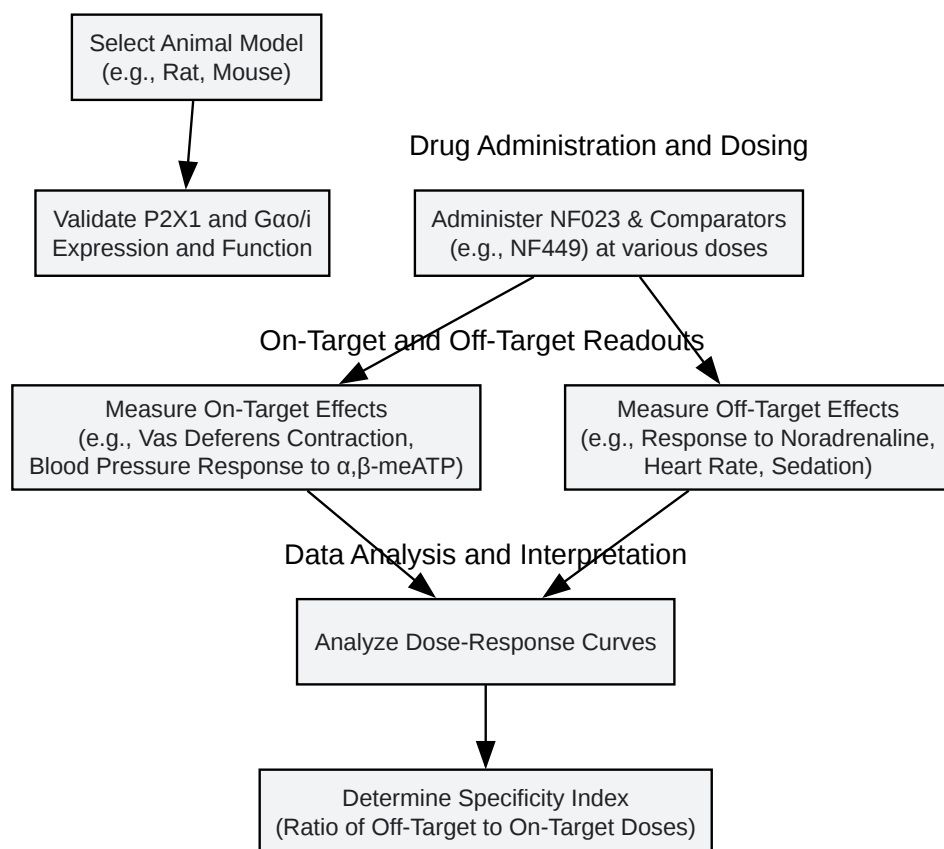 Select Animal Model
(e.g., Rat, Mouse)
Drug Administration and Dosing
Validate P2X1 and Gαo/i
Expression and Function
Administer NF023 & Comparators
(e.g., NF449) at various doses
On-Target and Off-Target Readouts
Measure On-Target Effects
(e.g., Vas Deferens Contraction,
Blood Pressure Response to α,β-meATP)
Measure Off-Target Effects
(e.g., Response to Noradrenaline,
Heart Rate, Sedation)
Data Analysis and Interpretation
Analyze Dose-Response Curves
Determine Specificity Index
(Ratio of Off-Target to On-Target Doses)